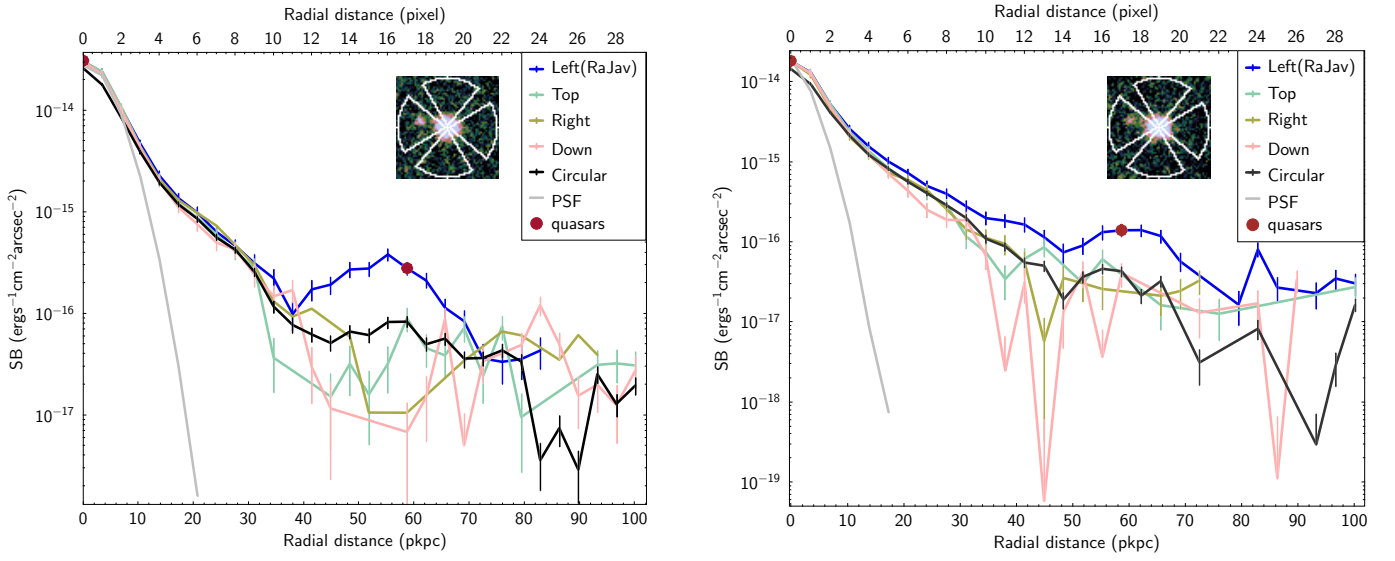 Radial distance (pixel)
0 2 4 6 8 10 12 14 16 18 20 22 24 26 28
10−14
10−15
10−16
10−17
SB (ergs−1cm−2arcsec−2)
Left(RaJav)
Top
Right
Down
Circular
PSF
quasars
0 10 20 30 40 50 60 70 80 90 100
Radial distance (pkpc)
Radial distance (pixel)
0 2 4 6 8 10 12 14 16 18 20 22 24 26 28
10−14
10−15
10−16
10−17
10−18
10−19
SB (ergs−1cm−2arcsec−2)
Left(RaJav)
Top
Right
Down
Circular
PSF
quasars
0 10 20 30 40 50 60 70 80 90 100
Radial distance (pkpc)